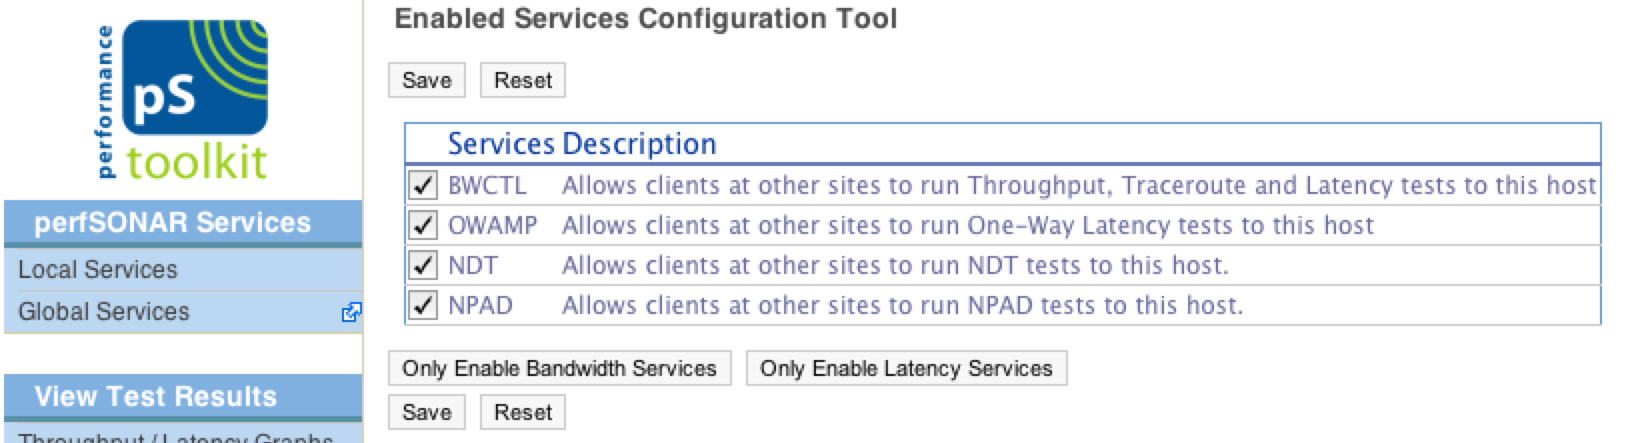 performance
pS
toolkit
perfSONAR Services
Local Services
Global Services
View Test Results
Throughput / Latency Graphs
Enabled Services Configuration Tool
Save Reset
Services Description
BWCTL Allows clients at other sites to run Throughput, Traceroute and Latency tests to this host
OWAMP Allows clients at other sites to run One-Way Latency tests to this host
NDT Allows clients at other sites to run NDT tests to this host.
NPAD Allows clients at other sites to run NPAD tests to this host.
Only Enable Bandwidth Services Only Enable Latency Services
Save Reset